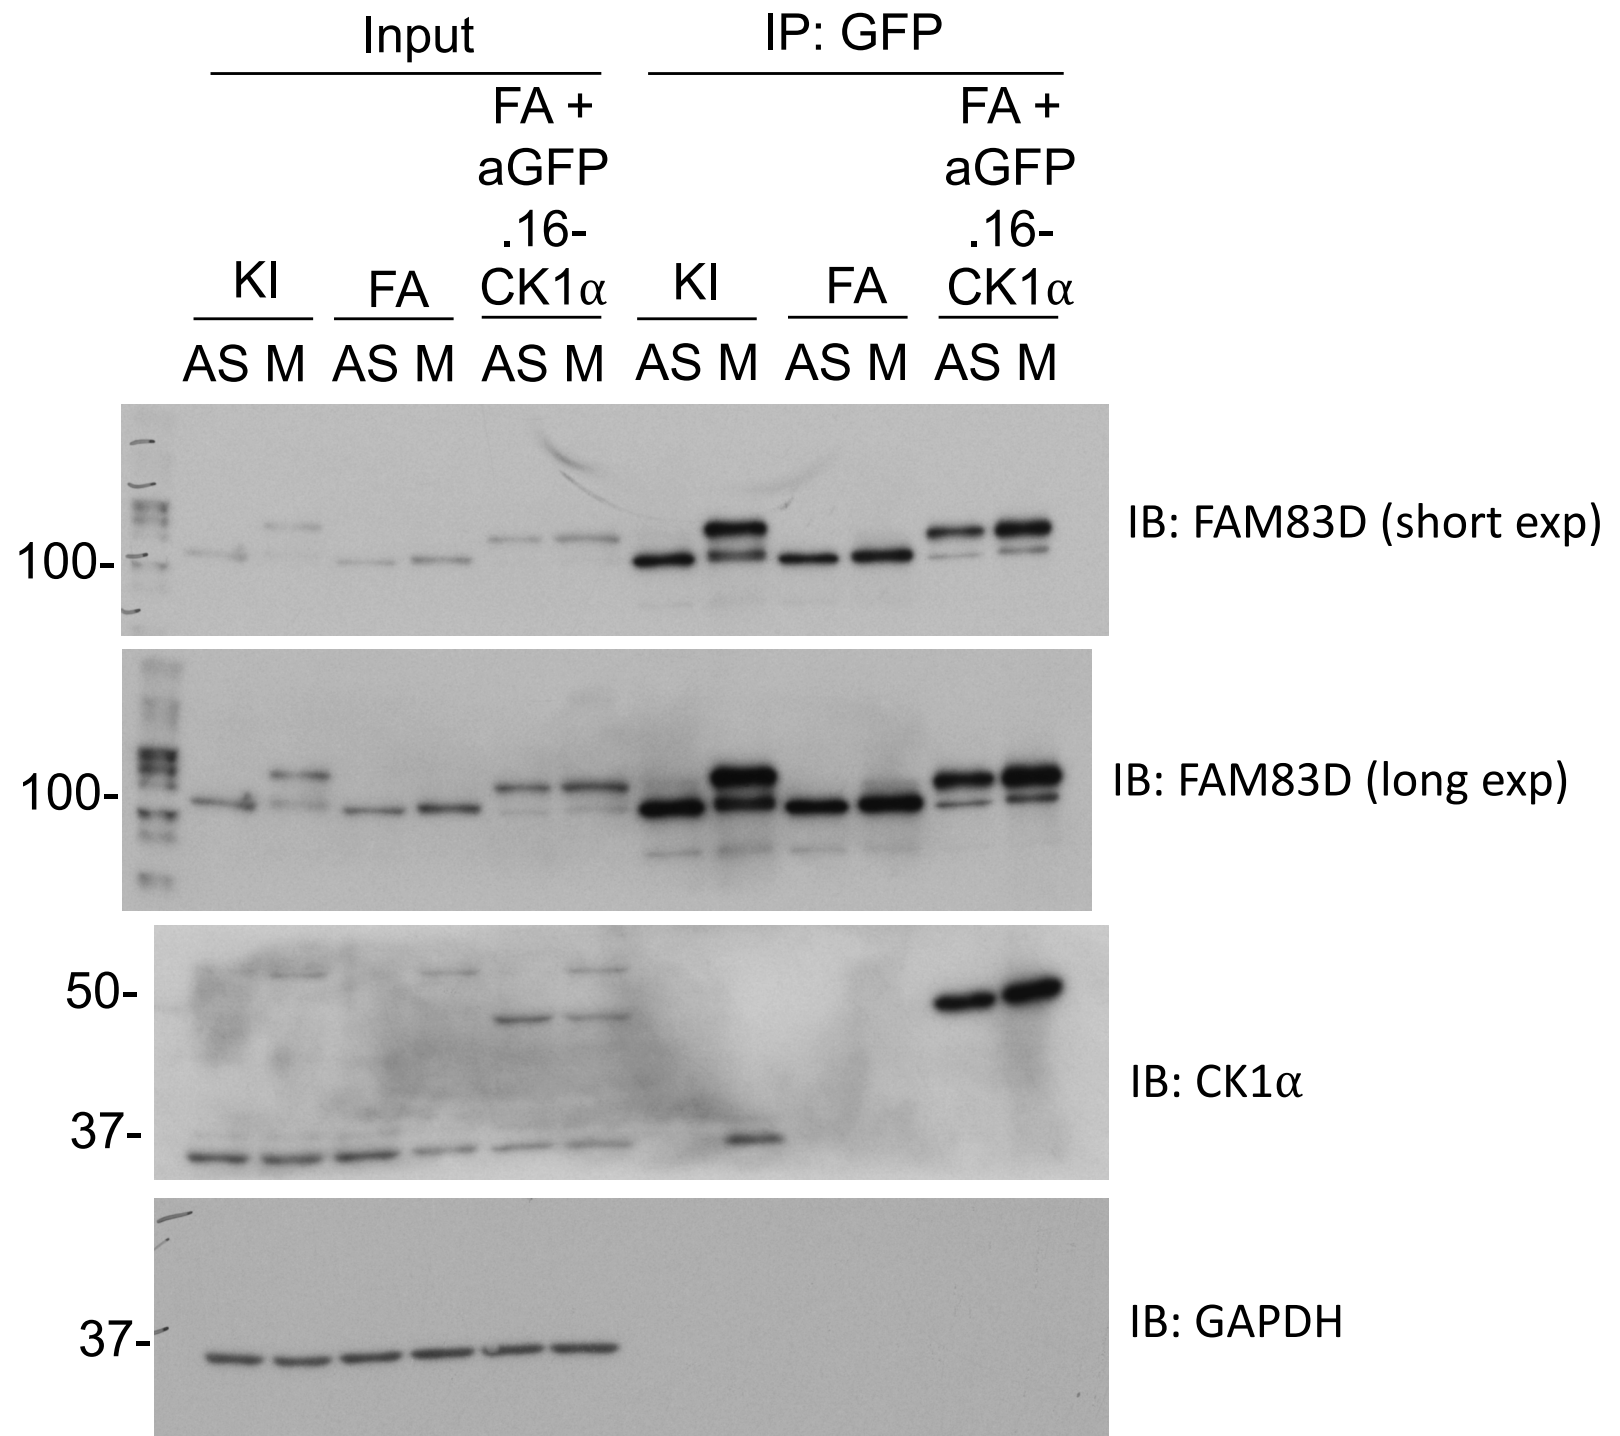 Input IP: GFP
FA + FA +
aGFP aGFP
.16- .16-
KI FA CK1α KI FA CK1α
AS M AS M AS M AS M AS M AS M
100- IB: FAM83D (short exp)
100- IB: FAM83D (long exp)
50-
IB: CK1α
37-
37- IB: GAPDH